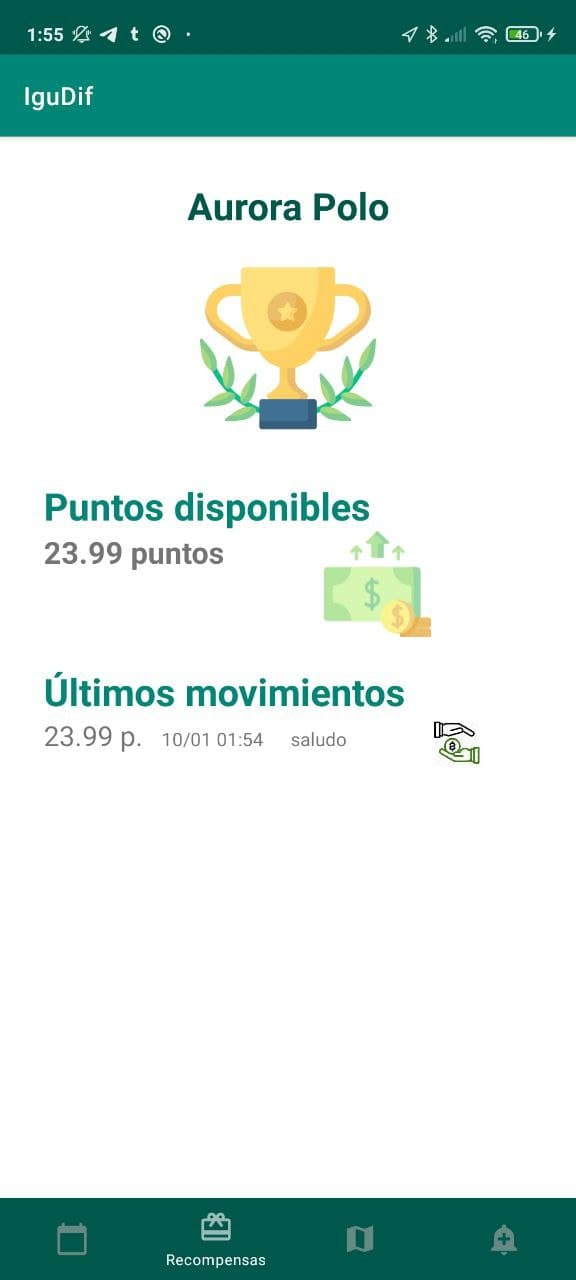 1:55
46
IguDif
Aurora Polo
Puntos disponibles
23.99 puntos
$
$
Últimos movimientos
23.99 p. 10/01 01:54 saludo
Recompensas